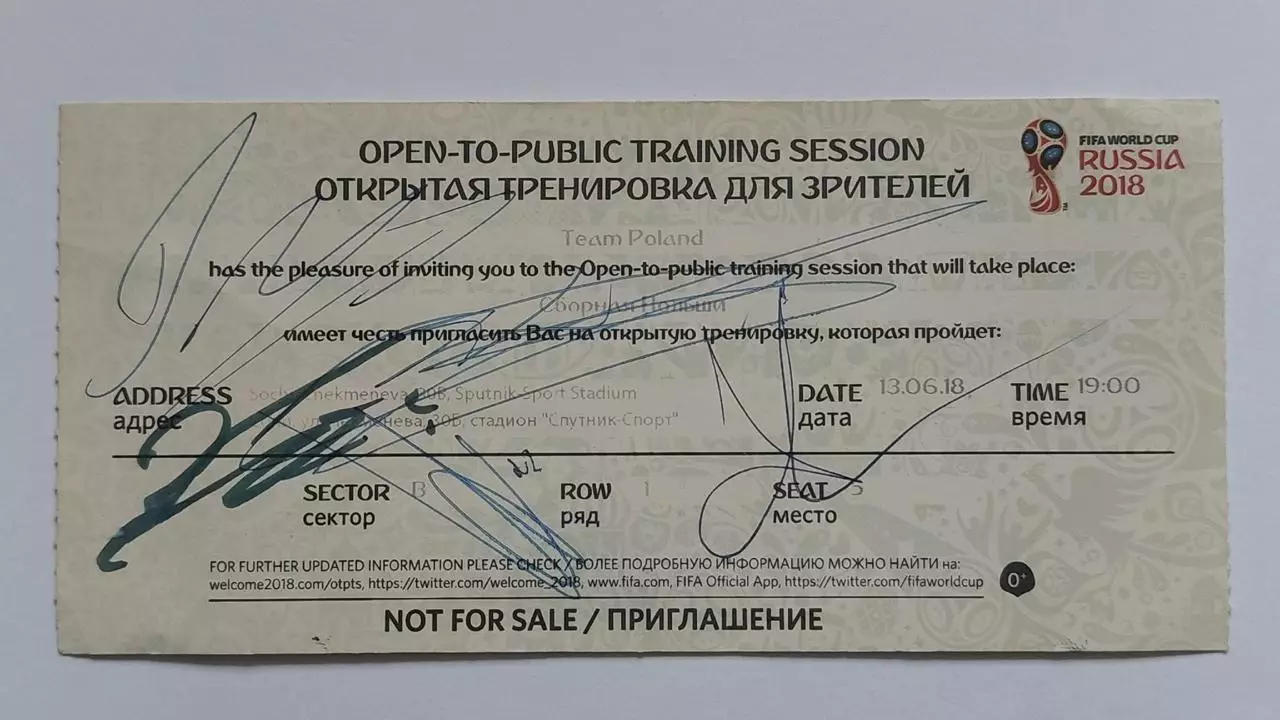 OPEN-TO-PUBLIC TRAINING SESSION
ОТКРЫТАЯ ТРЕНИРОВКА ДЛЯ ЗРИТЕЛЕЙ
FIFA WORLD CUP
RUSSIA
2018
Team Poland
has the pleasure of inviting you to the Open-to-public training session that will take place:
Сборная Польши
имеет честь пригласить Вас на открытую тренировку, которая пройдет:
ADDRESS
адрес
30B, Sputnik-Sport Stadium
30Б, стадион "Спутник-Спорт"
DATE 13.06.18,
дата
TIME 19:00
время
SECTOR B
сектор
ROW 1
ряд
SEAT 5
место
FOR FURTHER UPDATED INFORMATION PLEASE CHECK / БОЛЕЕ ПОДРОБНУЮ ИНФОРМАЦИЮ МОЖНО НАЙТИ на:
welcome2018.com/otpts, https://twitter.com/welcome_2018, www.fifa.com, FIFA Official App, https://twitter.com/fifaworldcup
0+
NOT FOR SALE / ПРИГЛАШЕНИЕ